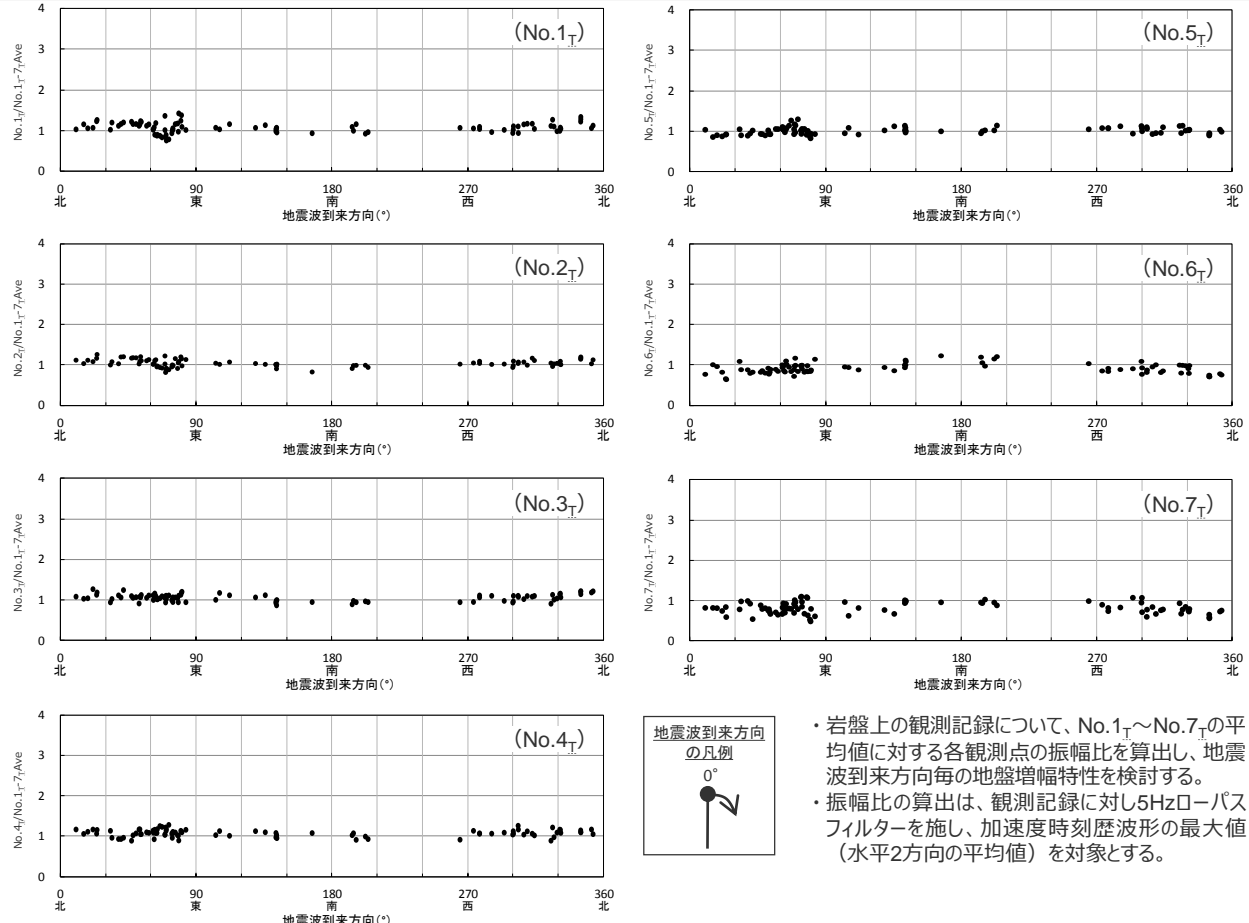 No.1T/No.1T-7TAve
4
3
2
1
0
(No.1T)
0 90 180 270 360
北 東 南 西 北
地震波到来方向(°)
No.2T/No.1T-7TAve
4
3
2
1
0
(No.2T)
0 90 180 270 360
北 東 南 西 北
地震波到来方向(°)
No.3T/No.1T-7TAve
4
3
2
1
0
(No.3T)
0 90 180 270 360
北 東 南 西 北
地震波到来方向(°)
No.4T/No.1T-7TAve
4
3
2
1
0
(No.4T)
0 90 180 270 360
北 東 南 西 北
地震波到来方向(°)
No.5T/No.1T-7TAve
4
3
2
1
0
(No.5T)
0 90 180 270 360
北 東 南 西 北
地震波到来方向(°)
No.6T/No.1T-7TAve
4
3
2
1
0
(No.6T)
0 90 180 270 360
北 東 南 西 北
地震波到来方向(°)
No.7T/No.1T-7TAve
4
3
2
1
0
(No.7T)
0 90 180 270 360
北 東 南 西 北
地震波到来方向(°)
地震波到来方向
の凡例
0°
・岩盤上の観測記録について、No.1T～No.7Tの平
均値に対する各観測点の振幅比を算出し、地震
波到来方向毎の地盤増幅特性を検討する。
・振幅比の算出は、観測記録に対し5Hzローパス
フィルターを施し、加速度時刻歴波形の最大値
（水平2方向の平均値）を対象とする。